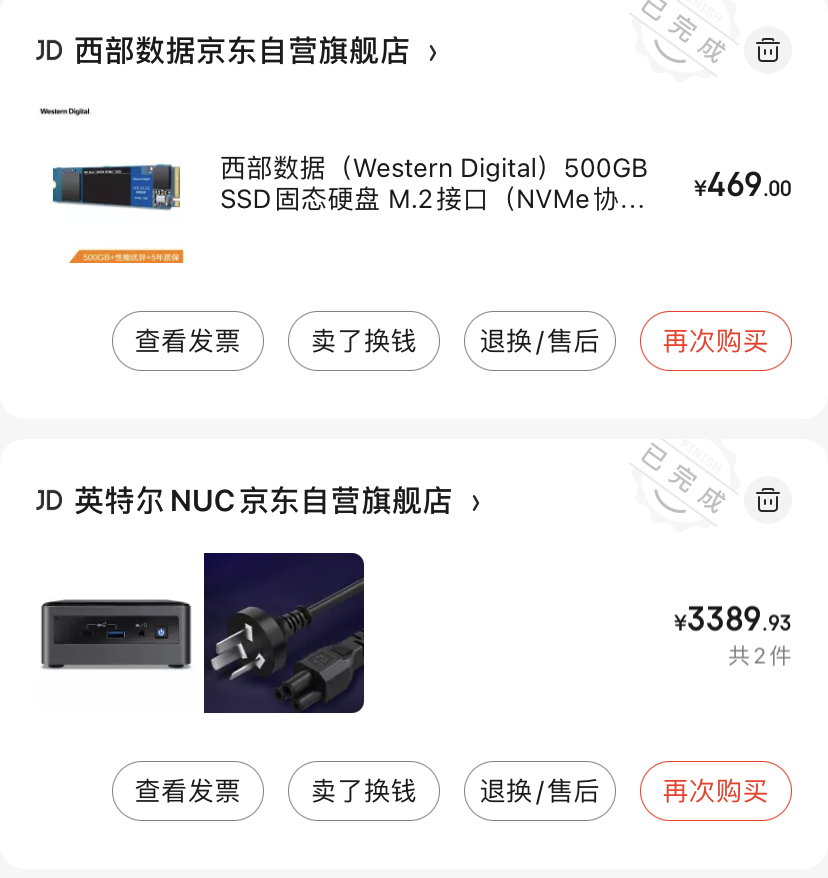 已完成
FINISH
JD 西部数据京东自营旗舰店 ›
Western Digital
西部数据（Western Digital）500GB
SSD固态硬盘 M.2接口（NVMe协...
¥469.00
500GB+性能优异+5年质保
查看发票
卖了换钱
退换/售后
再次购买
已完成
FINISH
JD 英特尔NUC京东自营旗舰店 ›
¥3389.93
共2件
查看发票
卖了换钱
退换/售后
再次购买